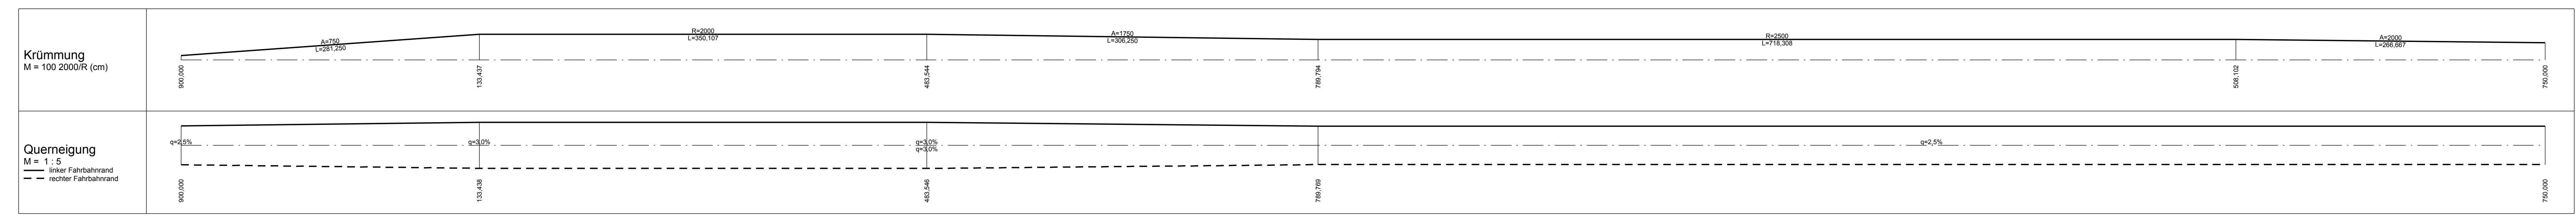 Krümmung
M = 100 2000/R (cm)
A=750
L=281,250
R=2000
L=350,107
A=1750
L=306,250
R=2500
L=718,308
A=2000
L=266,667
900,000
133,437
483,544
789,794
508,102
750,000
Querneigung
M = 1 : 5
linker Fahrbahnrand
rechter Fahrbahnrand
q=2,5%
q=3,0%
q=3,0%
q=3,0%
q=2,5%
900,000
133,438
483,546
789,769
750,000